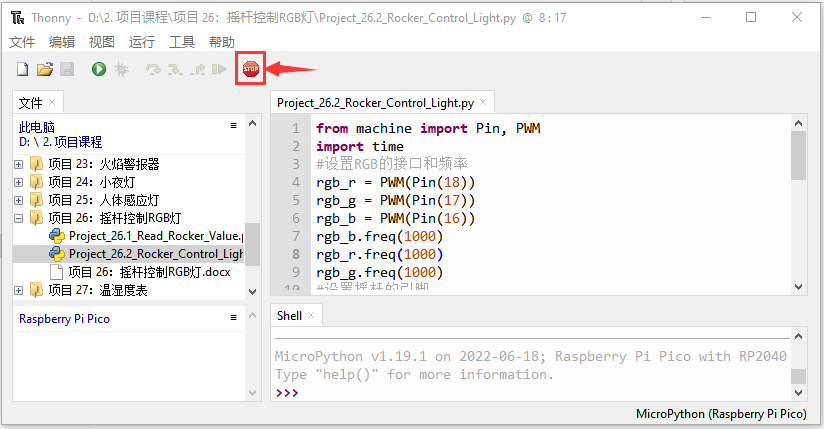 Thonny - D:\2. 项目课程\项目 26：摇杆控制RGB灯\Project_26.2_Rocker_Control_Light.py @ 8 : 17
文件 编辑 视图 运行 工具 帮助
STOP
文件
此电脑
D: \ 2. 项目课程
项目 23：火焰警报器
项目 24：小夜灯
项目 25：人体感应灯
项目 26：摇杆控制RGB灯
Project_26.1_Read_Rocker_Value.p
Project_26.2_Rocker_Control_Ligh
项目 26：摇杆控制RGB灯.docx
项目 27：温湿度表
Raspberry Pi Pico
Project_26.2_Rocker_Control_Light.py
1 from machine import Pin, PWM
2 import time
3 #设置RGB的接口和频率
4 rgb_r = PWM(Pin(18))
5 rgb_g = PWM(Pin(17))
6 rgb_b = PWM(Pin(16))
7 rgb_b.freq(1000)
8 rgb_r.freq(1000)
9 rgb_g.freq(1000)
10 #设置摇杆的引脚
Shell
MicroPython v1.19.1 on 2022-06-18; Raspberry Pi Pico with RP2040
Type "help()" for more information.
>>>
MicroPython (Raspberry Pi Pico)